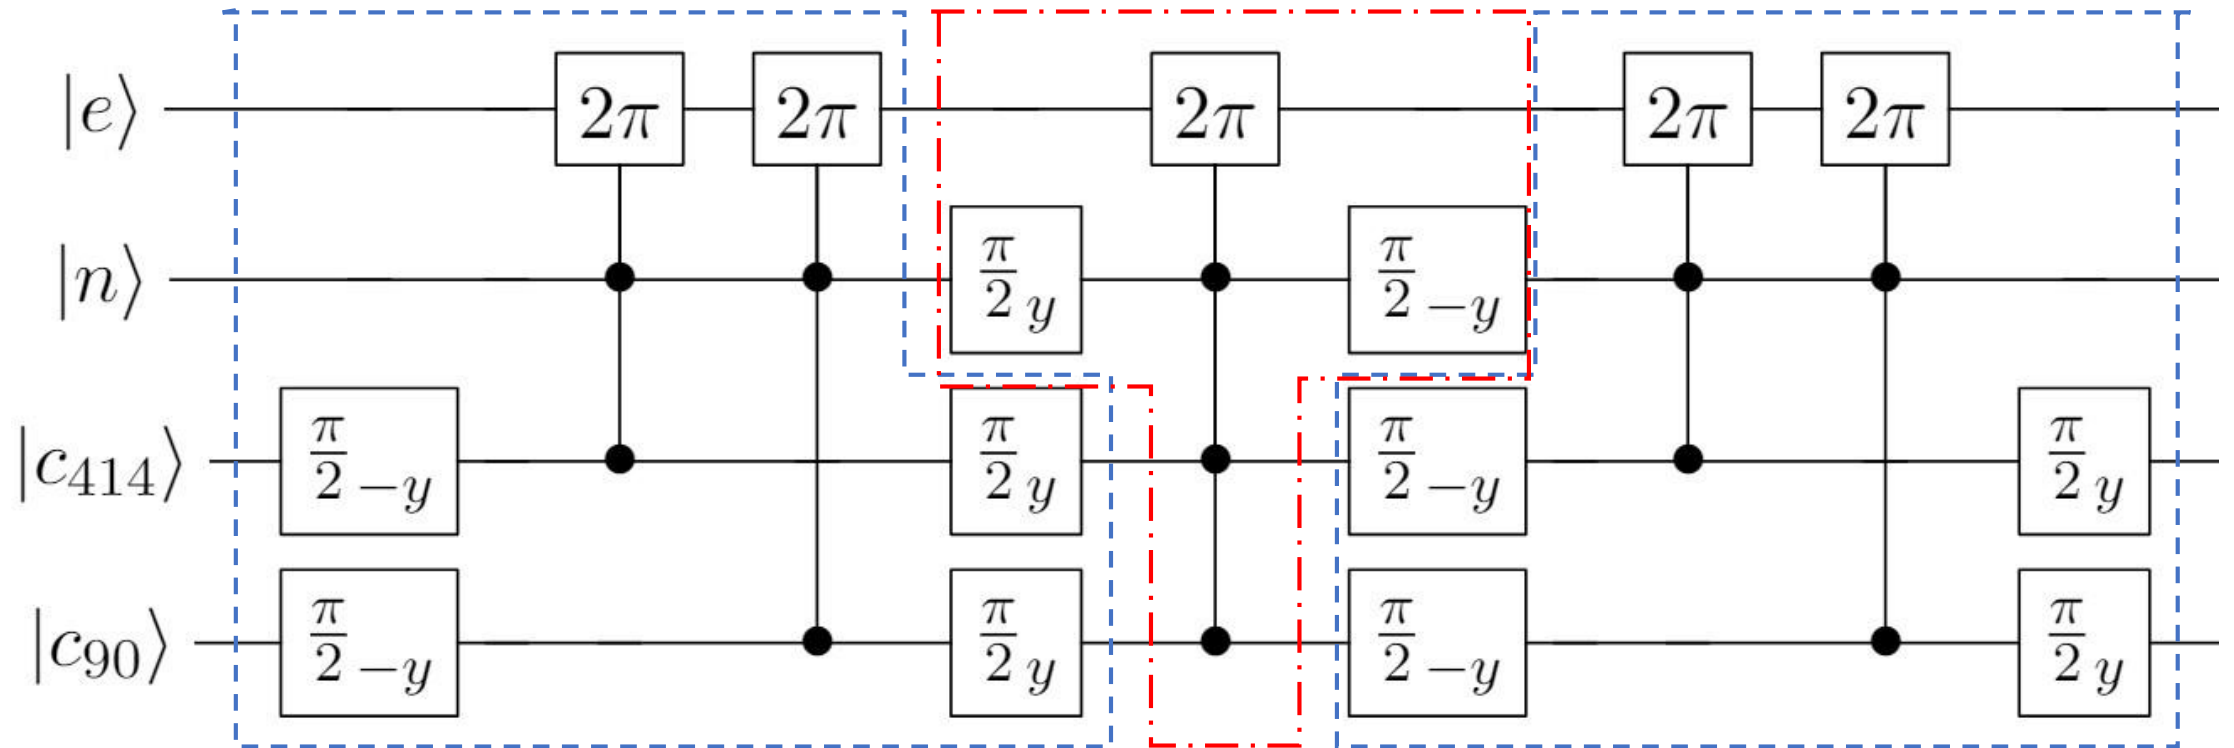 |e⟩ 2π 2π 2π 2π 2π
|n⟩ π/2 y π/2 −y
|c₄₁₄⟩ π/2 −y π/2 y π/2 −y π/2 y
|c₉₀⟩ π/2 −y π/2 y π/2 −y π/2 y